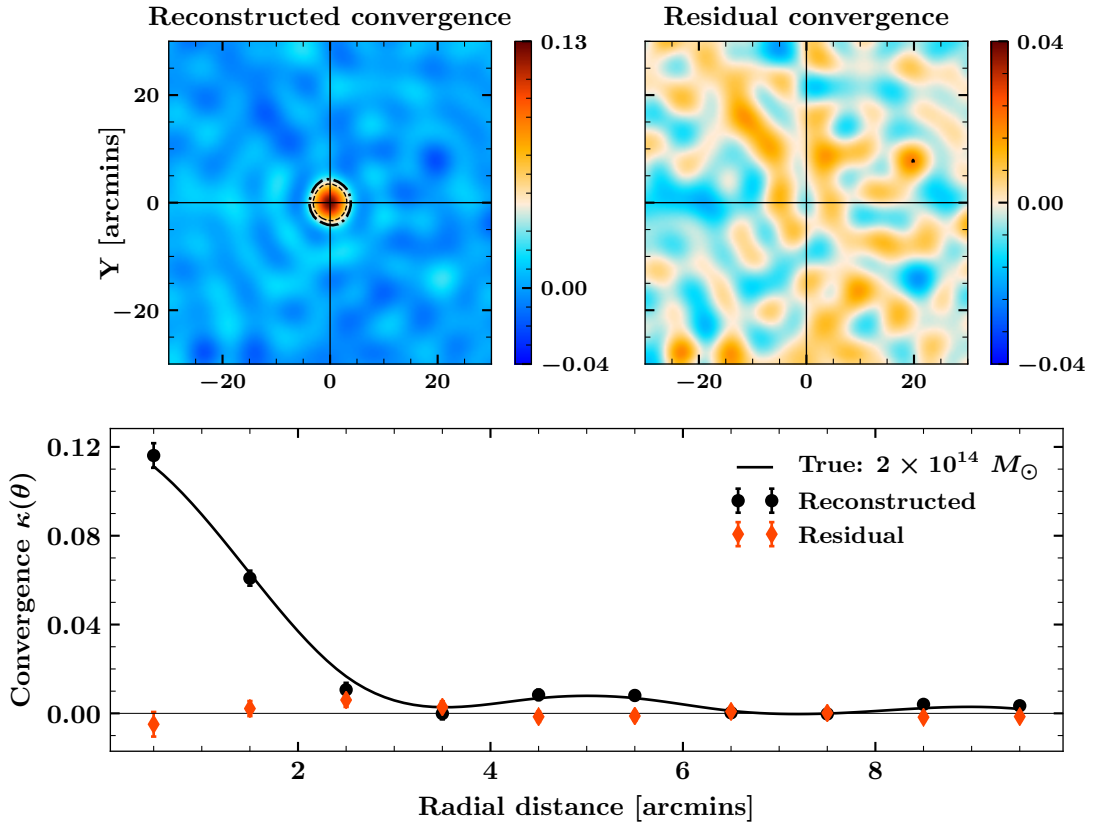 Reconstructed convergence
Residual convergence
Y [arcmins]
20
0
−20
−20
0
20
0.13
0.00
−0.04
−20
0
20
0.04
0.00
−0.04
Convergence κ(θ)
0.12
0.08
0.04
0.00
2
4
6
8
Radial distance [arcmins]
True: 2 × 10¹⁴ M☉
Reconstructed
Residual